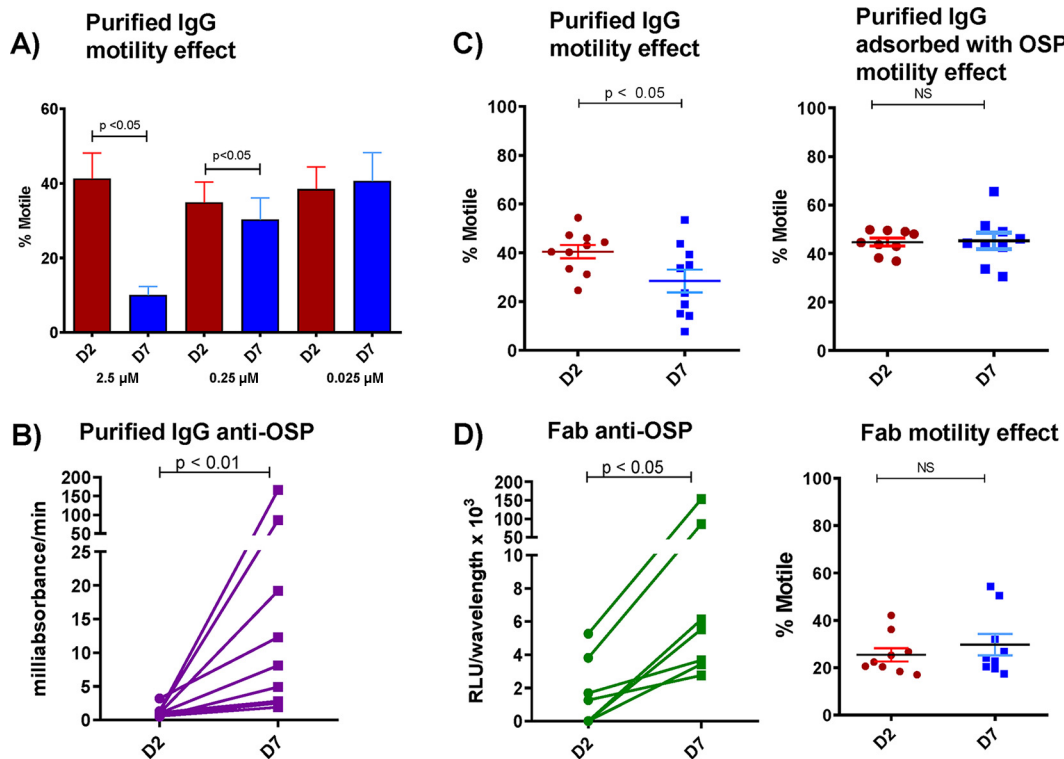 A)
Purified IgG
motility effect
% Motile
60
40
20
0
p <0.05
p<0.05
D2
D7
D2
D7
D2
D7
2.5 µM
0.25 µM
0.025 µM
B)
Purified IgG anti-OSP
p < 0.01
milliabsorbance/min
200
150
100
50
25
20
15
10
5
0
D2
D7
C)
Purified IgG
motility effect
p < 0.05
% Motile
100
80
60
40
20
0
D2
D7
Purified IgG
adsorbed with OSP
motility effect
NS
% Motile
100
80
60
40
20
0
D2
D7
D)
Fab anti-OSP
p < 0.05
RLU/wavelength x 10³
200
150
100
50
10
8
6
4
2
0
D2
D7
Fab motility effect
NS
% Motile
100
80
60
40
20
0
D2
D7